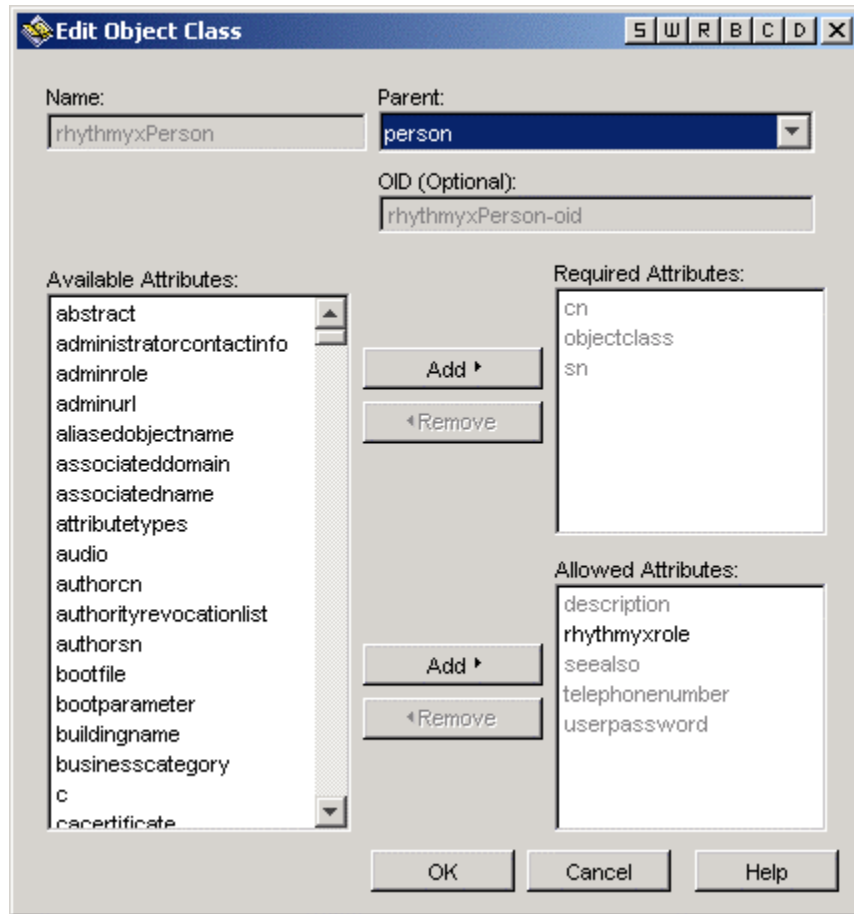 Edit Object Class
S W R B C D X
Name:
rhythmyxPerson
Parent:
person
OID (Optional):
rhythmyxPerson-oid
Available Attributes:
abstract
administratorcontactinfo
adminrole
adminurl
aliasedobjectname
associateddomain
associatedname
attributetypes
audio
authorcn
authorityrevocationlist
authorsn
bootfile
bootparameter
buildingname
businesscategory
c
cacertificate
Add
Remove
Required Attributes:
cn
objectclass
sn
Add
Remove
Allowed Attributes:
description
rhythmyxrole
seealso
telephonenumber
userpassword
OK
Cancel
Help